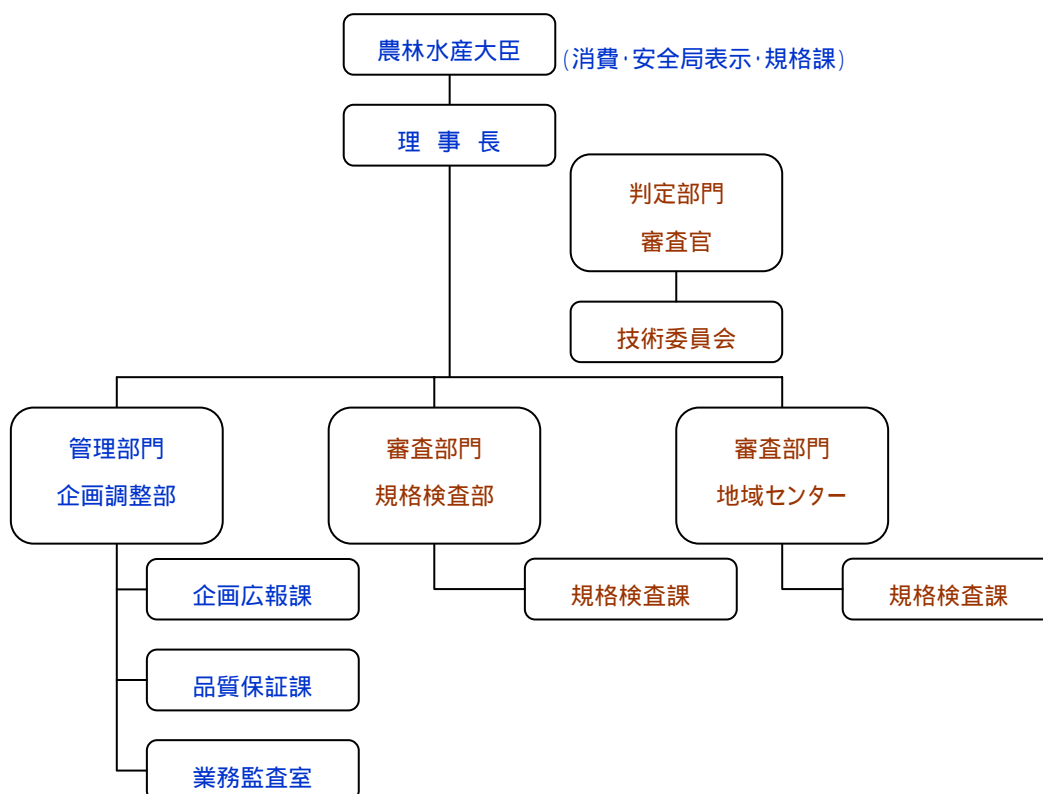 農林水産大臣
(消費・安全局表示・規格課)
理 事 長
判定部門
審査官
技術委員会
管理部門
企画調整部
審査部門
規格検査部
審査部門
地域センター
企画広報課
規格検査課
規格検査課
品質保証課
業務監査室